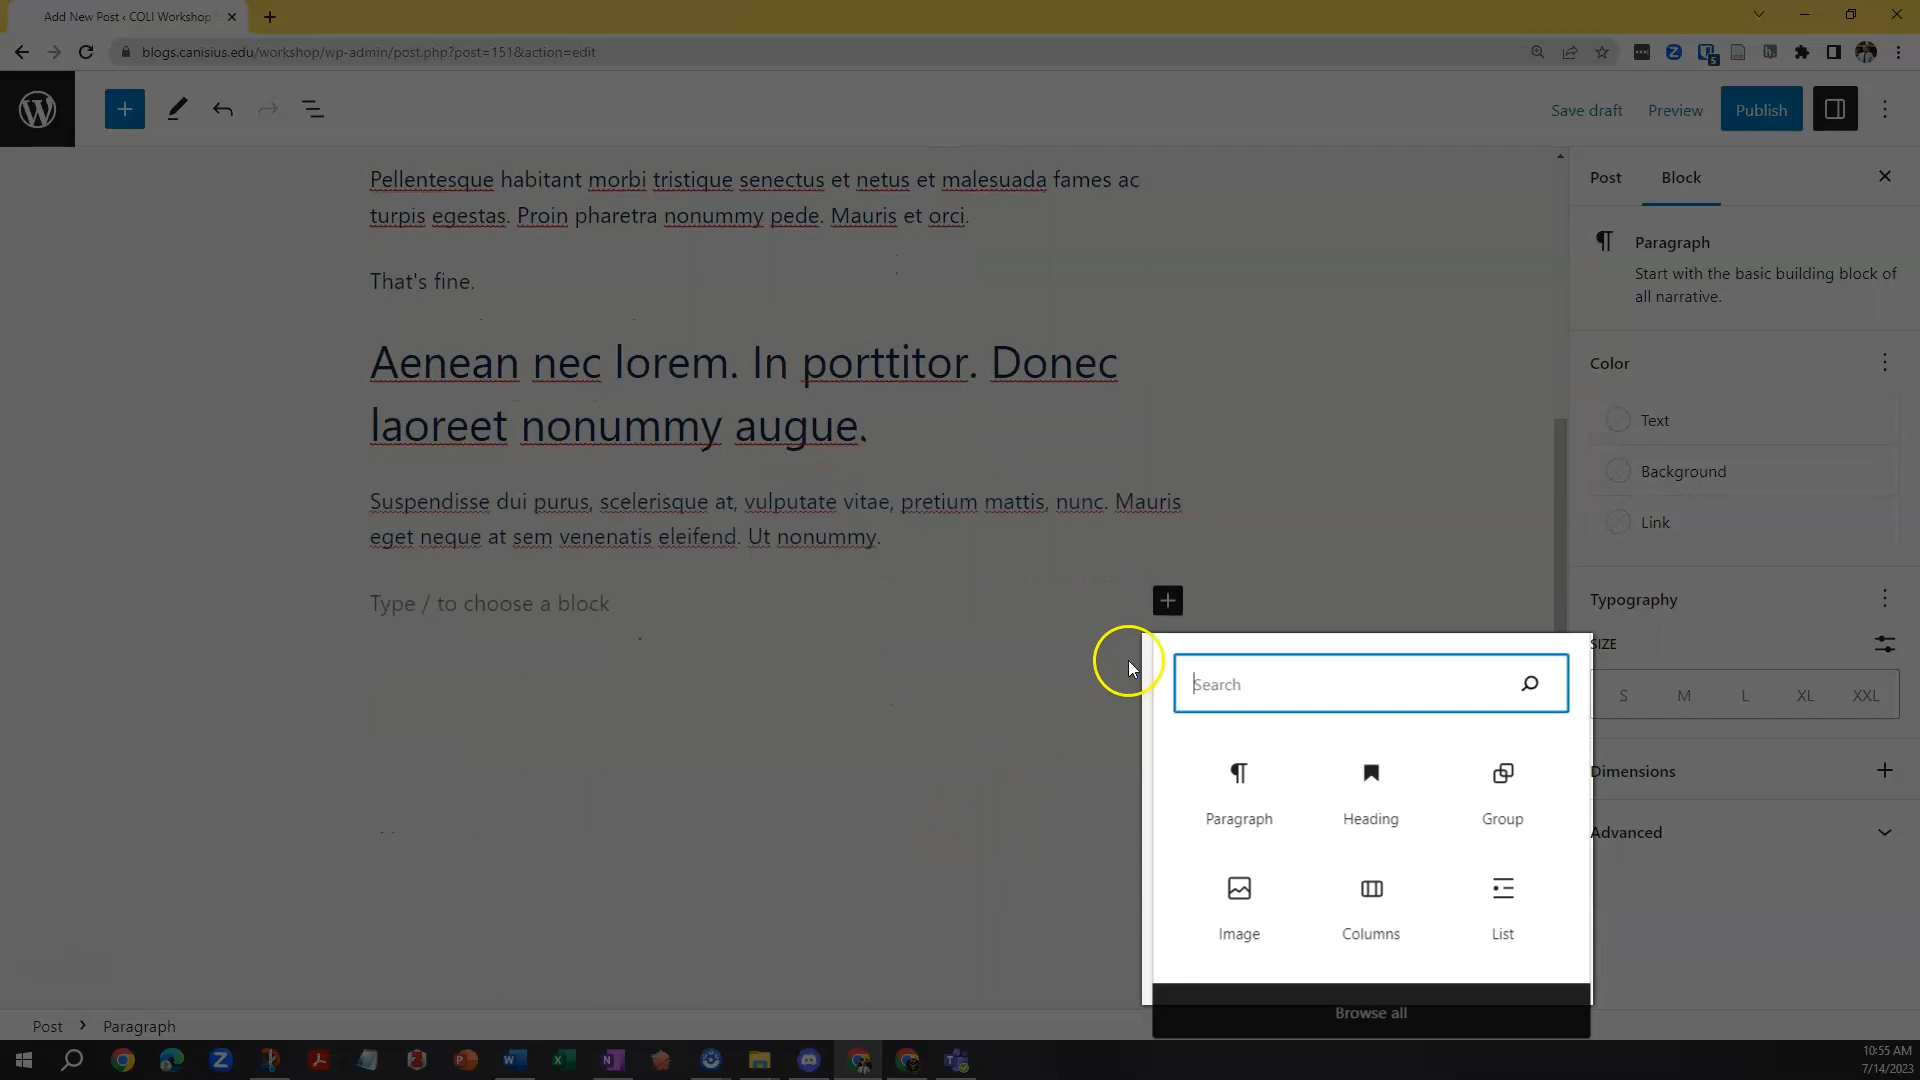 Add New Post ‹ COLI Workshop
blogs.canisius.edu/workshop/wp-admin/post.php?post=151&action=edit
5
Save draft
Preview
Publish
Pellentesque habitant morbi tristique senectus et netus et malesuada fames ac
turpis egestas. Proin pharetra nonummy pede. Mauris et orci.
That's fine.
Aenean nec lorem. In porttitor. Donec
laoreet nonummy augue.
Suspendisse dui purus, scelerisque at, vulputate vitae, pretium mattis, nunc. Mauris
eget neque at sem venenatis eleifend. Ut nonummy.
Type / to choose a block
Search
Paragraph
Heading
Group
Image
Columns
List
Browse all
Post
Block
Paragraph
Start with the basic building block of
all narrative.
Color
Text
Background
Link
Typography
SIZE
S
M
L
XL
XXL
Dimensions
Advanced
Post
Paragraph
10:55 AM
7/14/2023